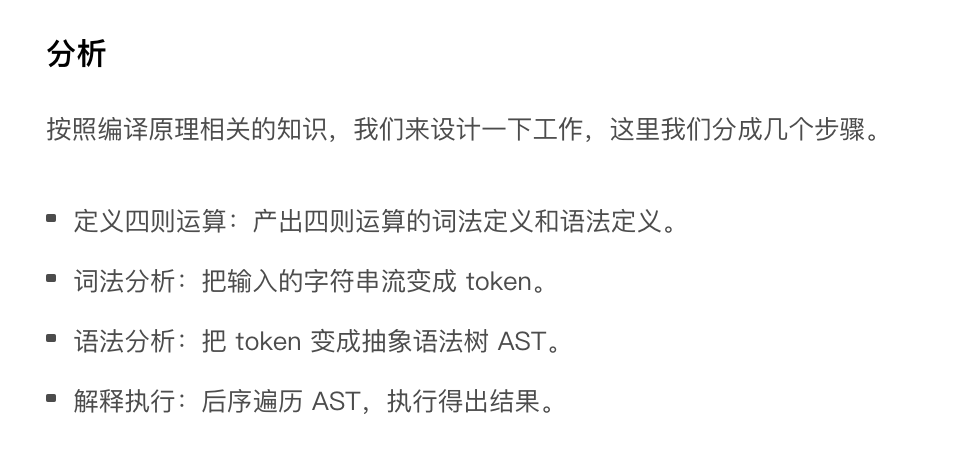 分析
按照编译原理相关的知识，我们来设计一下工作，这里我们分成几个步骤。
定义四则运算：产出四则运算的词法定义和语法定义。
词法分析：把输入的字符串流变成 token。
语法分析：把 token 变成抽象语法树 AST。
解释执行：后序遍历 AST，执行得出结果。